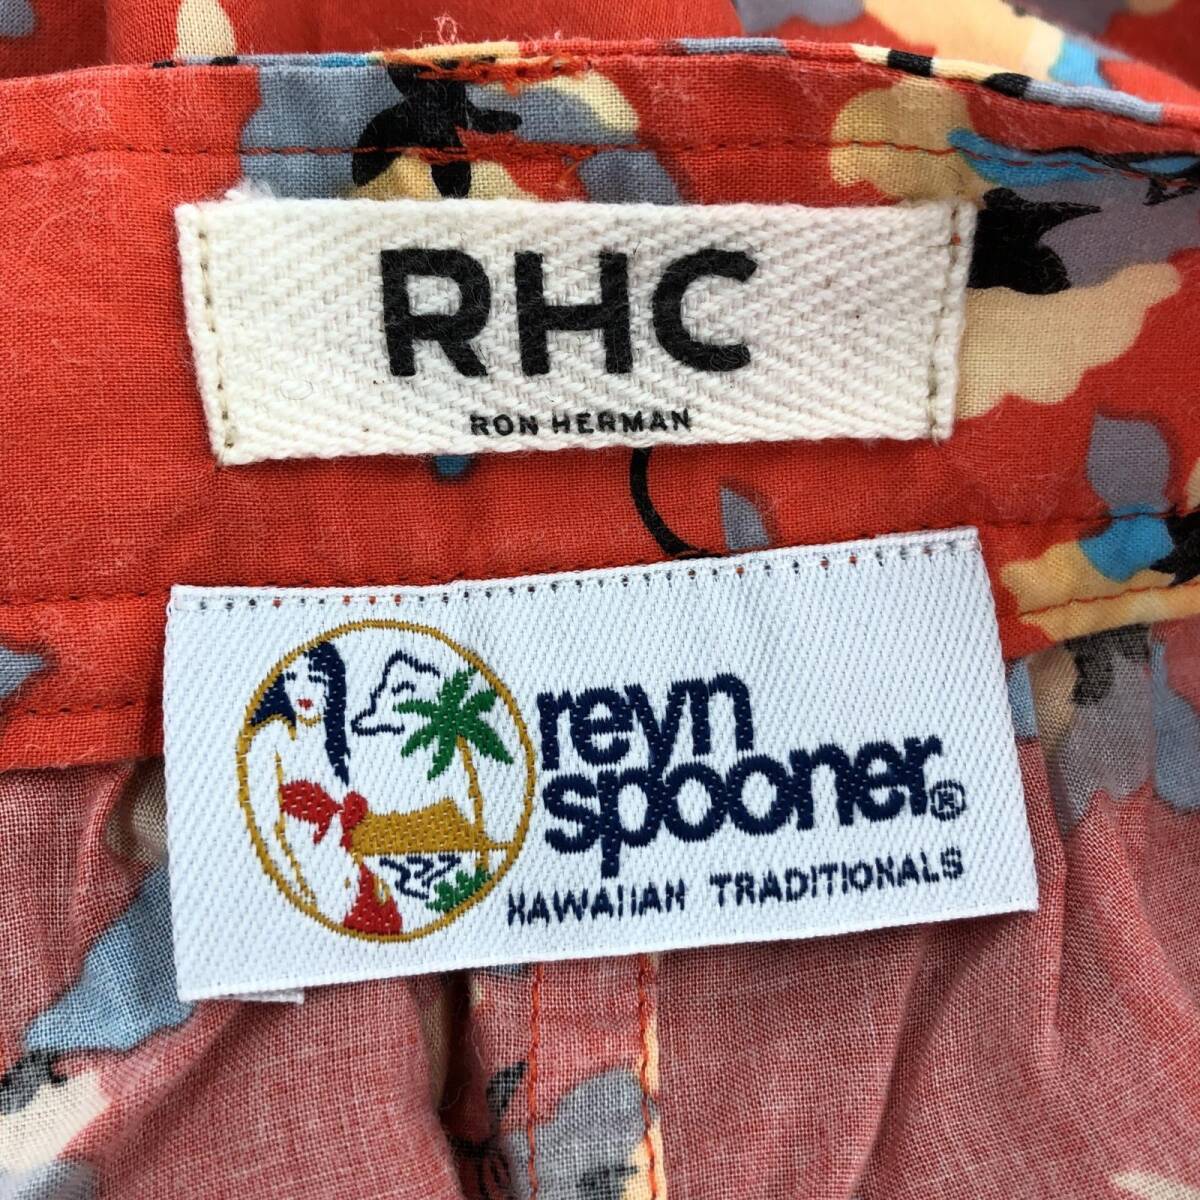 RHC
RON HERMAN
reyn
spooner®
HAWAIIAN TRADITIONALS